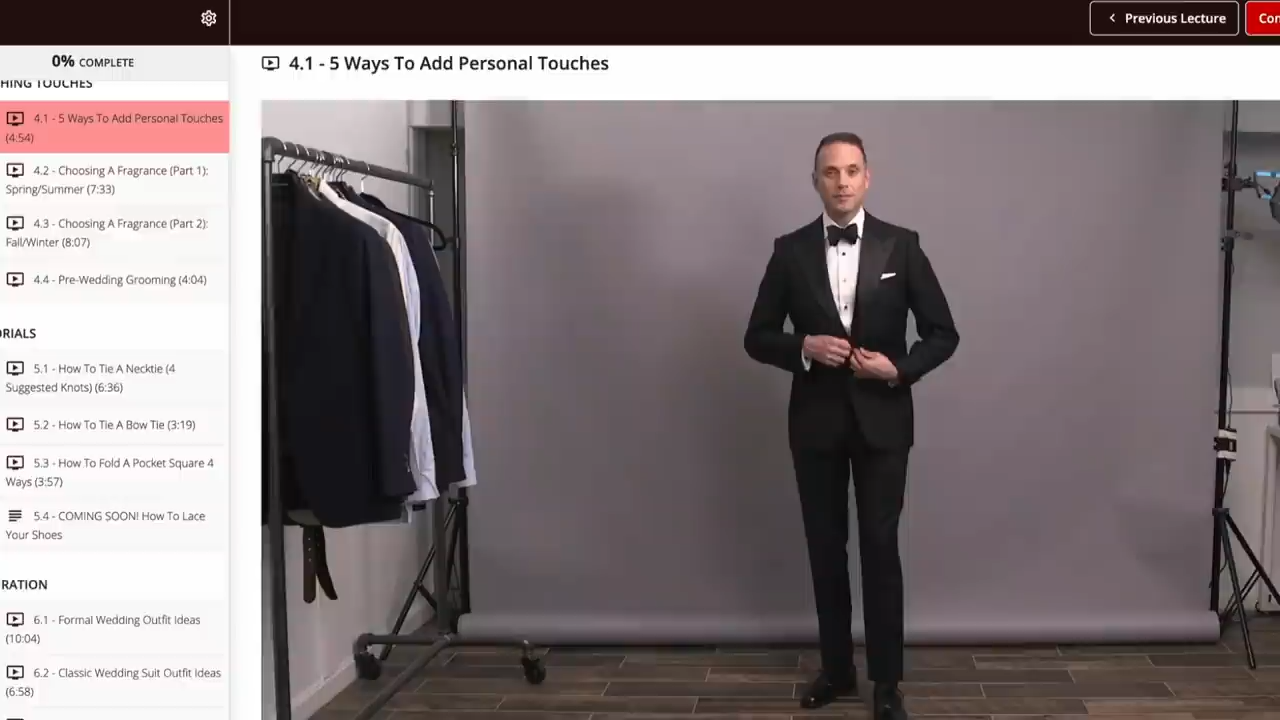 Previous Lecture
Con
0% COMPLETE
HING TOUCHES
4.1 - 5 Ways To Add Personal Touches
(4:54)
4.2 - Choosing A Fragrance (Part 1):
Spring/Summer (7:33)
4.3 - Choosing A Fragrance (Part 2):
Fall/Winter (8:07)
4.4 - Pre-Wedding Grooming (4:04)
ORIALS
5.1 - How To Tie A Necktie (4
Suggested Knots) (6:36)
5.2 - How To Tie A Bow Tie (3:19)
5.3 - How To Fold A Pocket Square 4
Ways (3:57)
5.4 - COMING SOON! How To Lace
Your Shoes
RATION
6.1 - Formal Wedding Outfit Ideas
(10:04)
6.2 - Classic Wedding Suit Outfit Ideas
(6:58)
4.1 - 5 Ways To Add Personal Touches